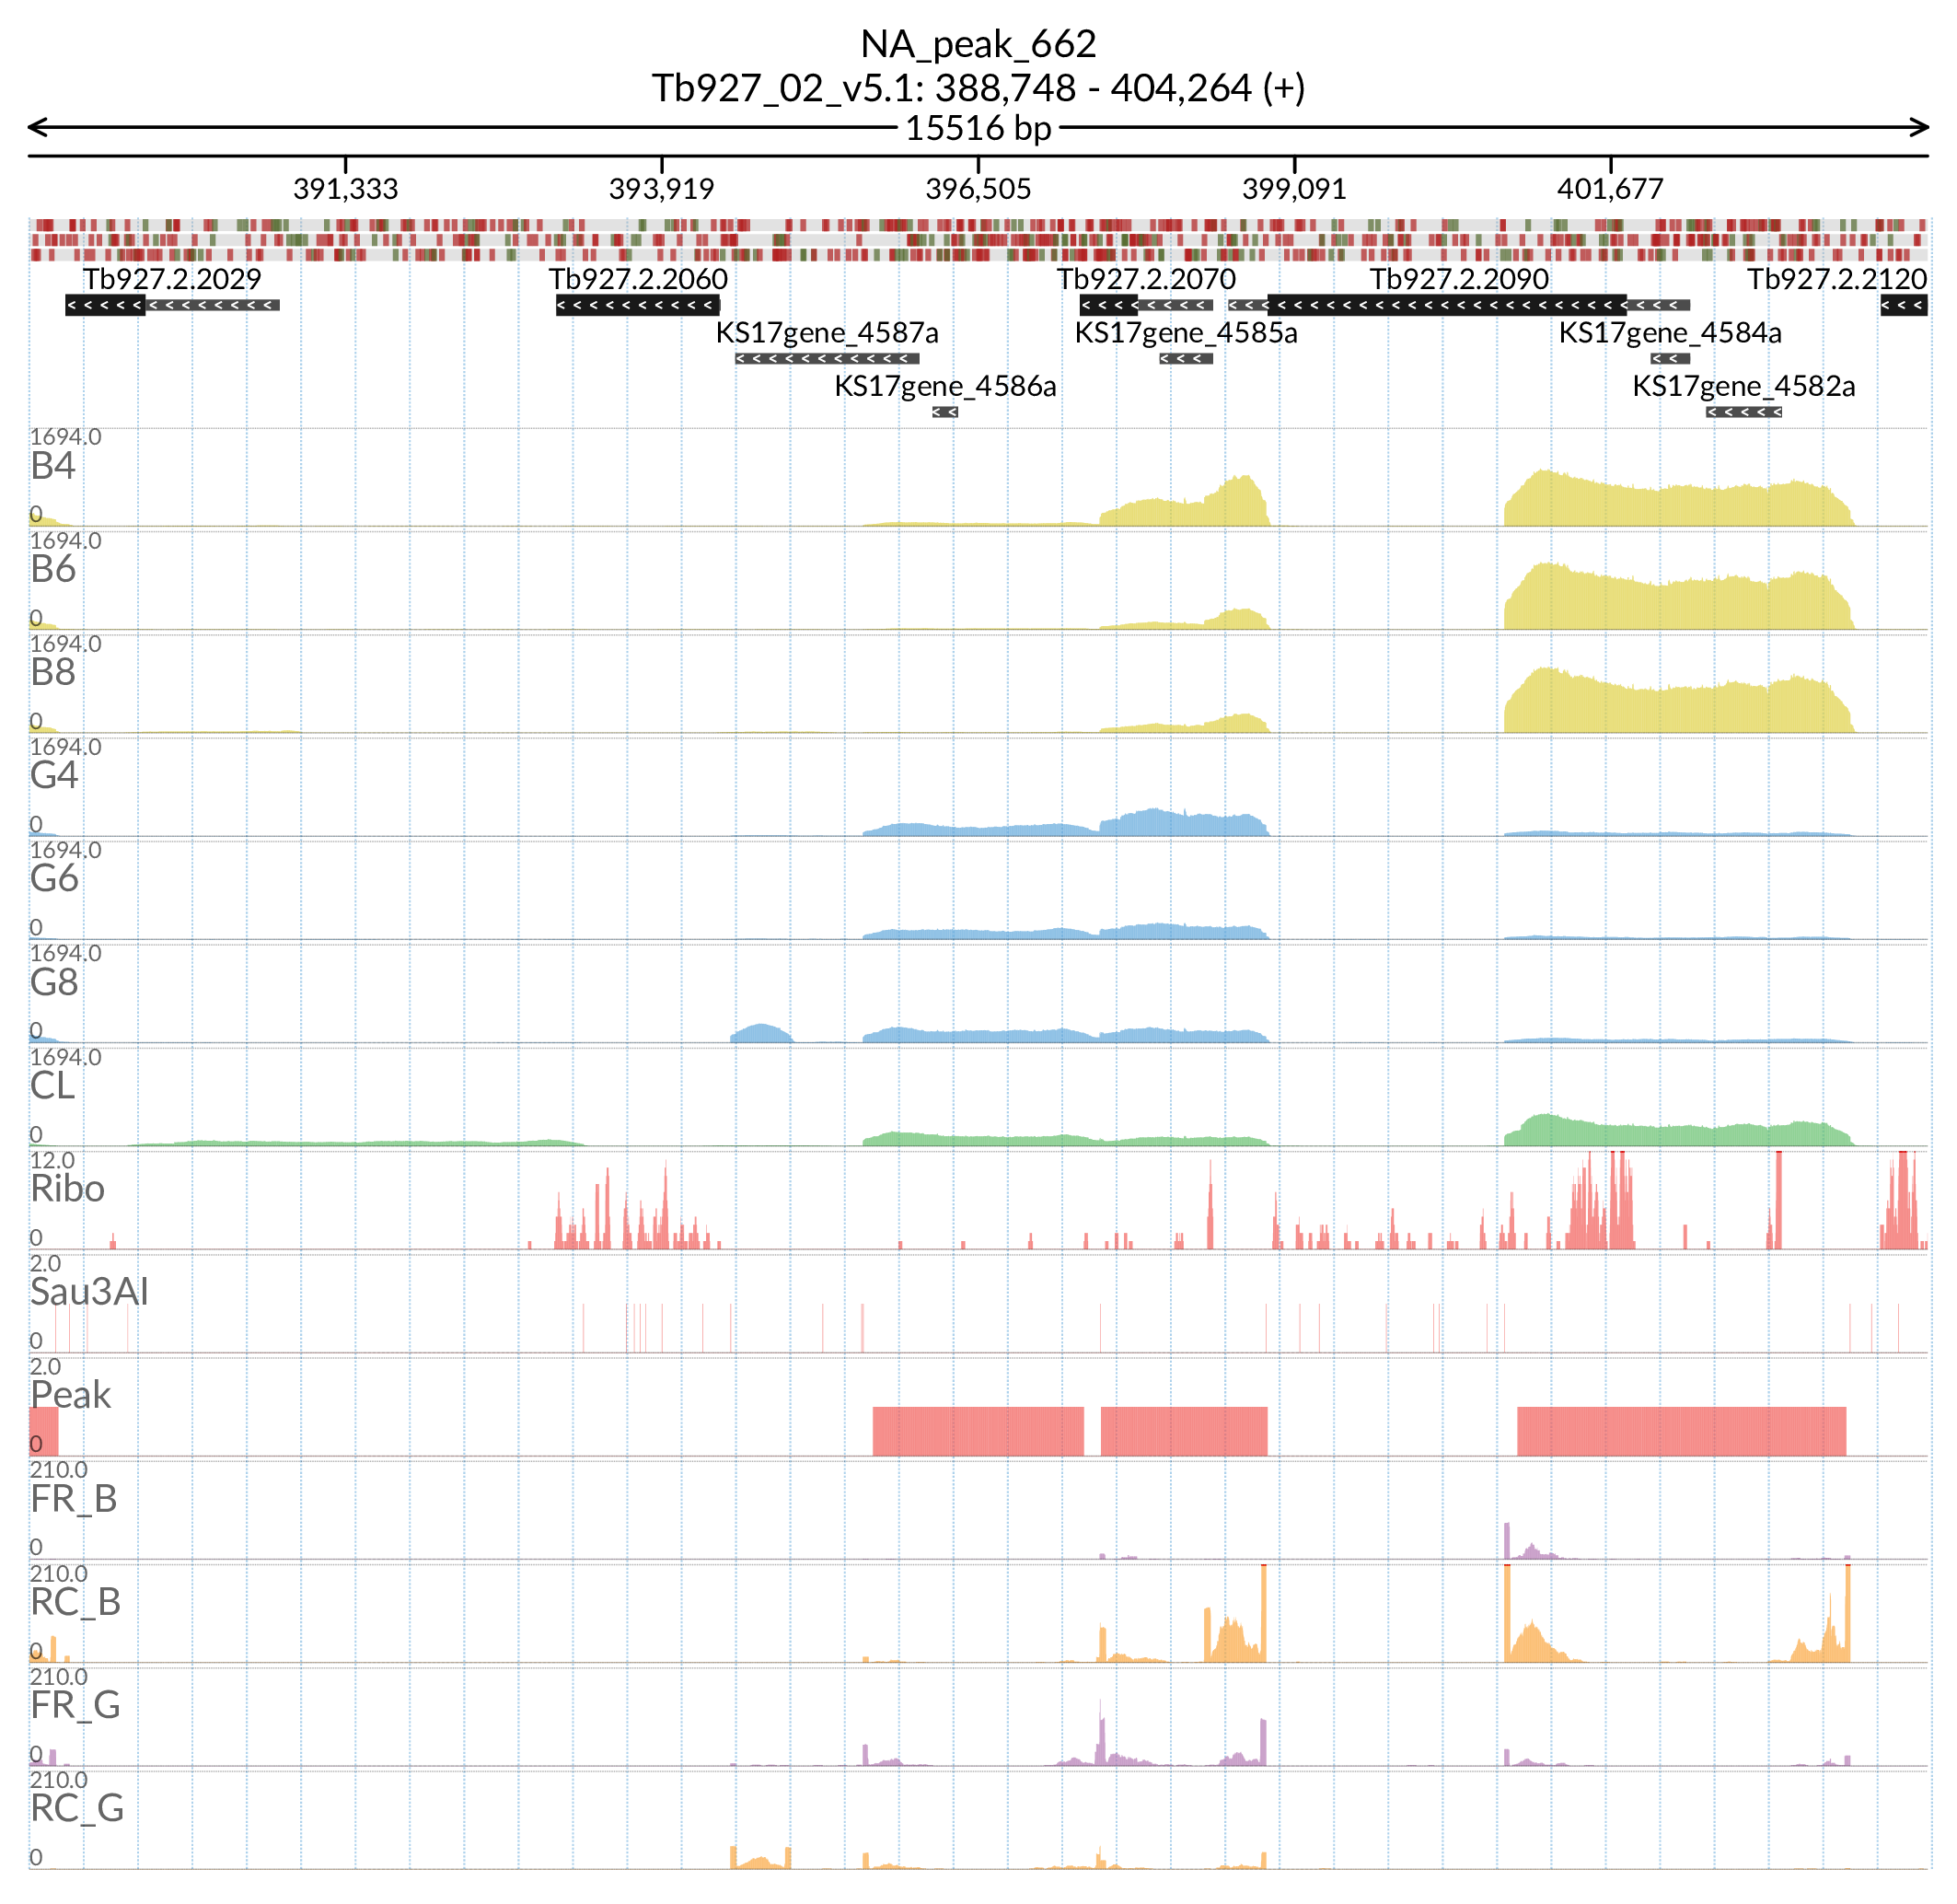 NA_peak_662
Tb927_02_v5.1: 388,748 - 404,264 (+)
15516 bp
391,333 393,919 396,505 399,091 401,677
Tb927.2.2029 Tb927.2.2060 Tb927.2.2070 Tb927.2.2090 Tb927.2.2120
KS17gene_4587a KS17gene_4585a KS17gene_4584a
KS17gene_4586a KS17gene_4582a
1694.0
B4
0
1694.0
B6
0
1694.0
B8
0
1694.0
G4
0
1694.0
G6
0
1694.0
G8
0
1694.0
CL
0
12.0
Ribo
0
2.0
Sau3AI
0
2.0
Peak
0
210.0
FR_B
0
210.0
RC_B
0
210.0
FR_G
0
210.0
RC_G
0